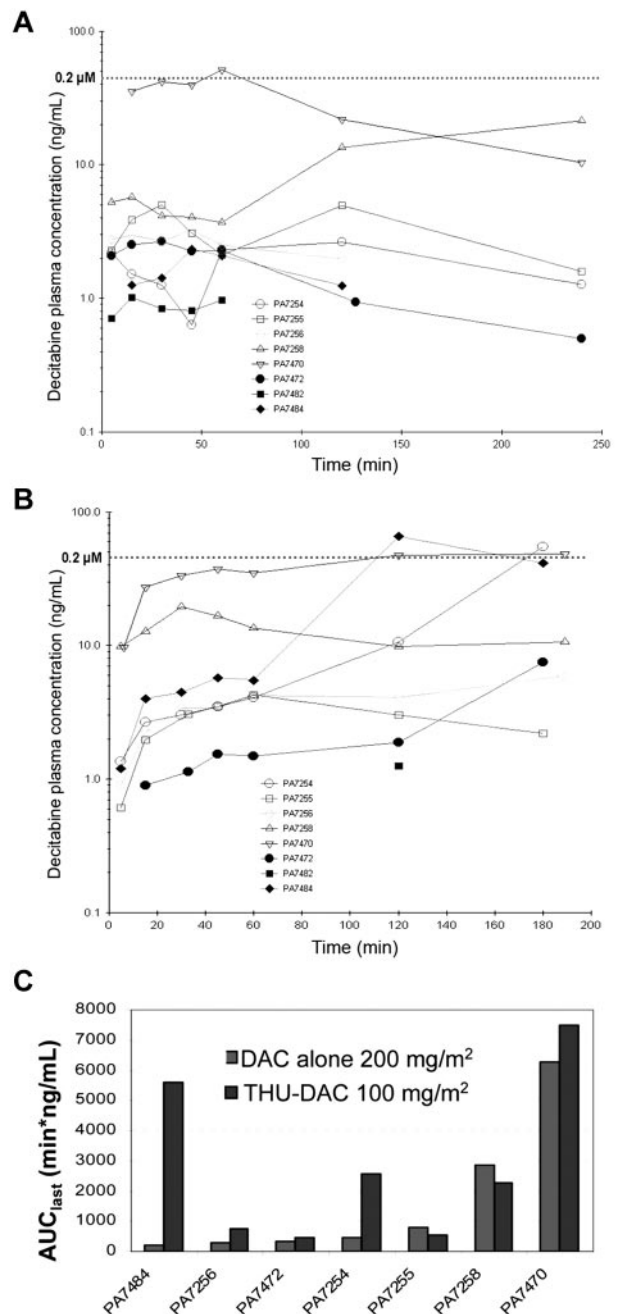 A
Decitabine plasma concentration (ng/mL)
100.0
0.2 µM
10.0
1.0
0.1
PA7254
PA7255
PA7256
PA7258
PA7470
PA7472
PA7482
PA7484
0 50 100 150 200 250
Time (min)
B
Decitabine plasma concentration (ng/mL)
100.0
0.2 µM
10.0
1.0
0.1
PA7254
PA7255
PA7256
PA7258
PA7470
PA7472
PA7482
PA7484
0 20 40 60 80 100 120 140 160 180 200
Time (min)
C
AUClast (min*ng/mL)
8000
7000
6000
5000
4000
3000
2000
1000
0
DAC alone 200 mg/m²
THU-DAC 100 mg/m²
PA7484 PA7256 PA7472 PA7254 PA7255 PA7258 PA7470